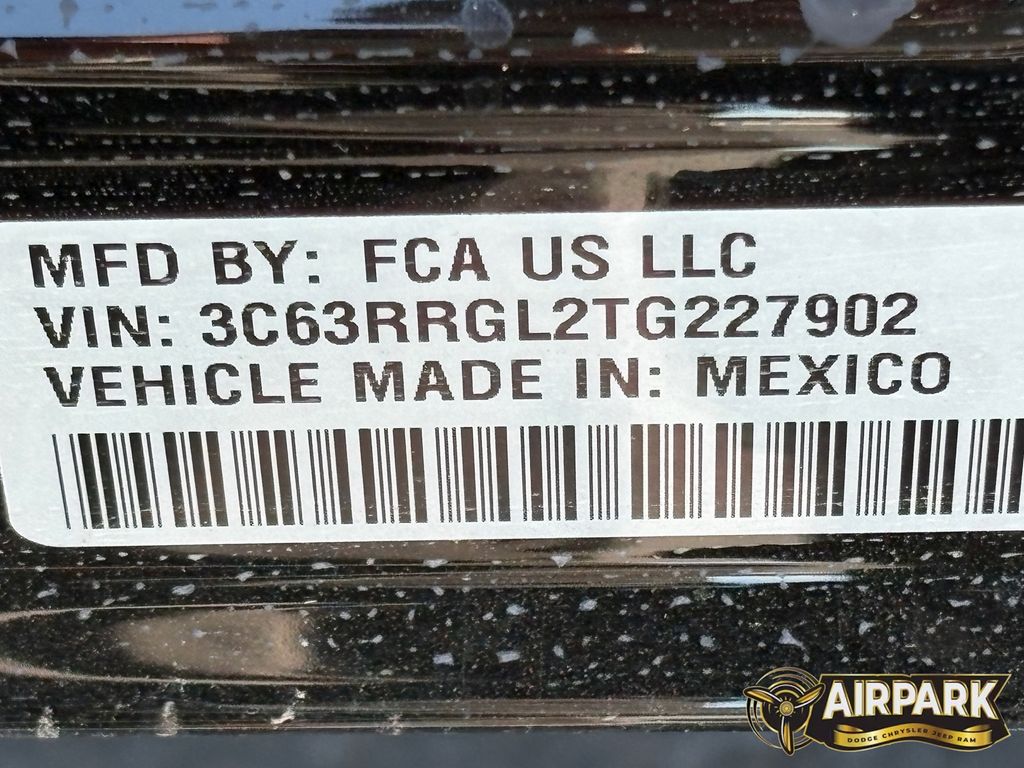 MFD BY: FCA US LLC
VIN: 3C63RRGL2TG227902
VEHICLE MADE IN: MEXICO
AIRPARK
DODGE CHRYSLER JEEP RAM